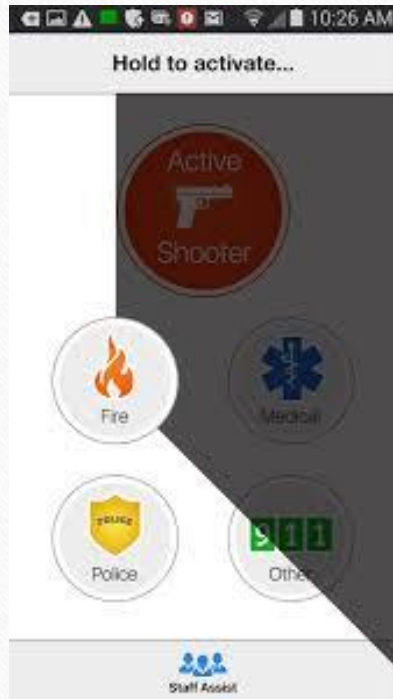 10:26 AM
Hold to activate...
Active
Shooter
Fire
Medical
POLICE
911
Police
Other
Staff Assist